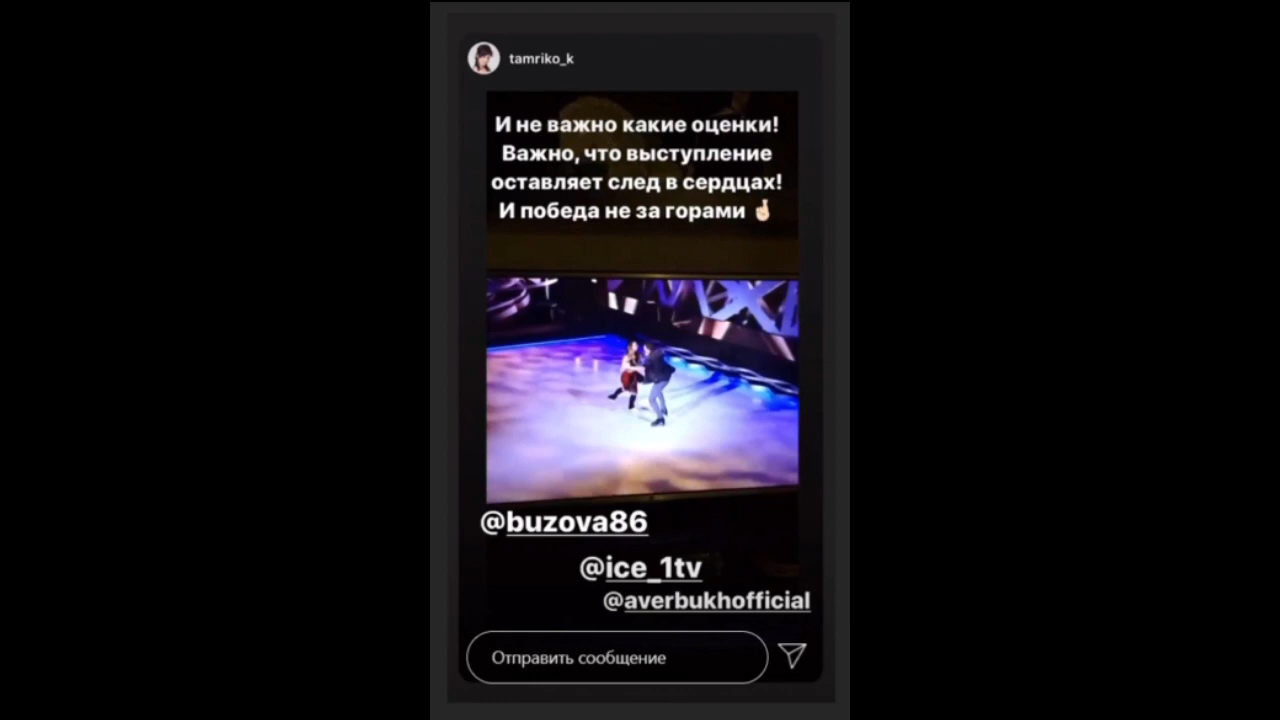 tamriko_k
И не важно какие оценки!
Важно, что выступление
оставляет след в сердцах!
И победа не за горами 🤞🏻
@buzova86
@ice_1tv
@averbukhofficial
Отправить сообщение